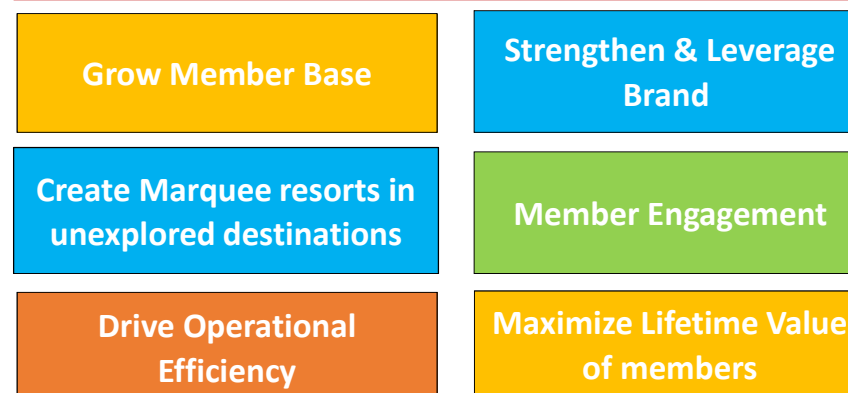 Grow Member Base
Strengthen & Leverage
Brand
Create Marquee resorts in
unexplored destinations
Member Engagement
Drive Operational
Efficiency
Maximize Lifetime Value
of members